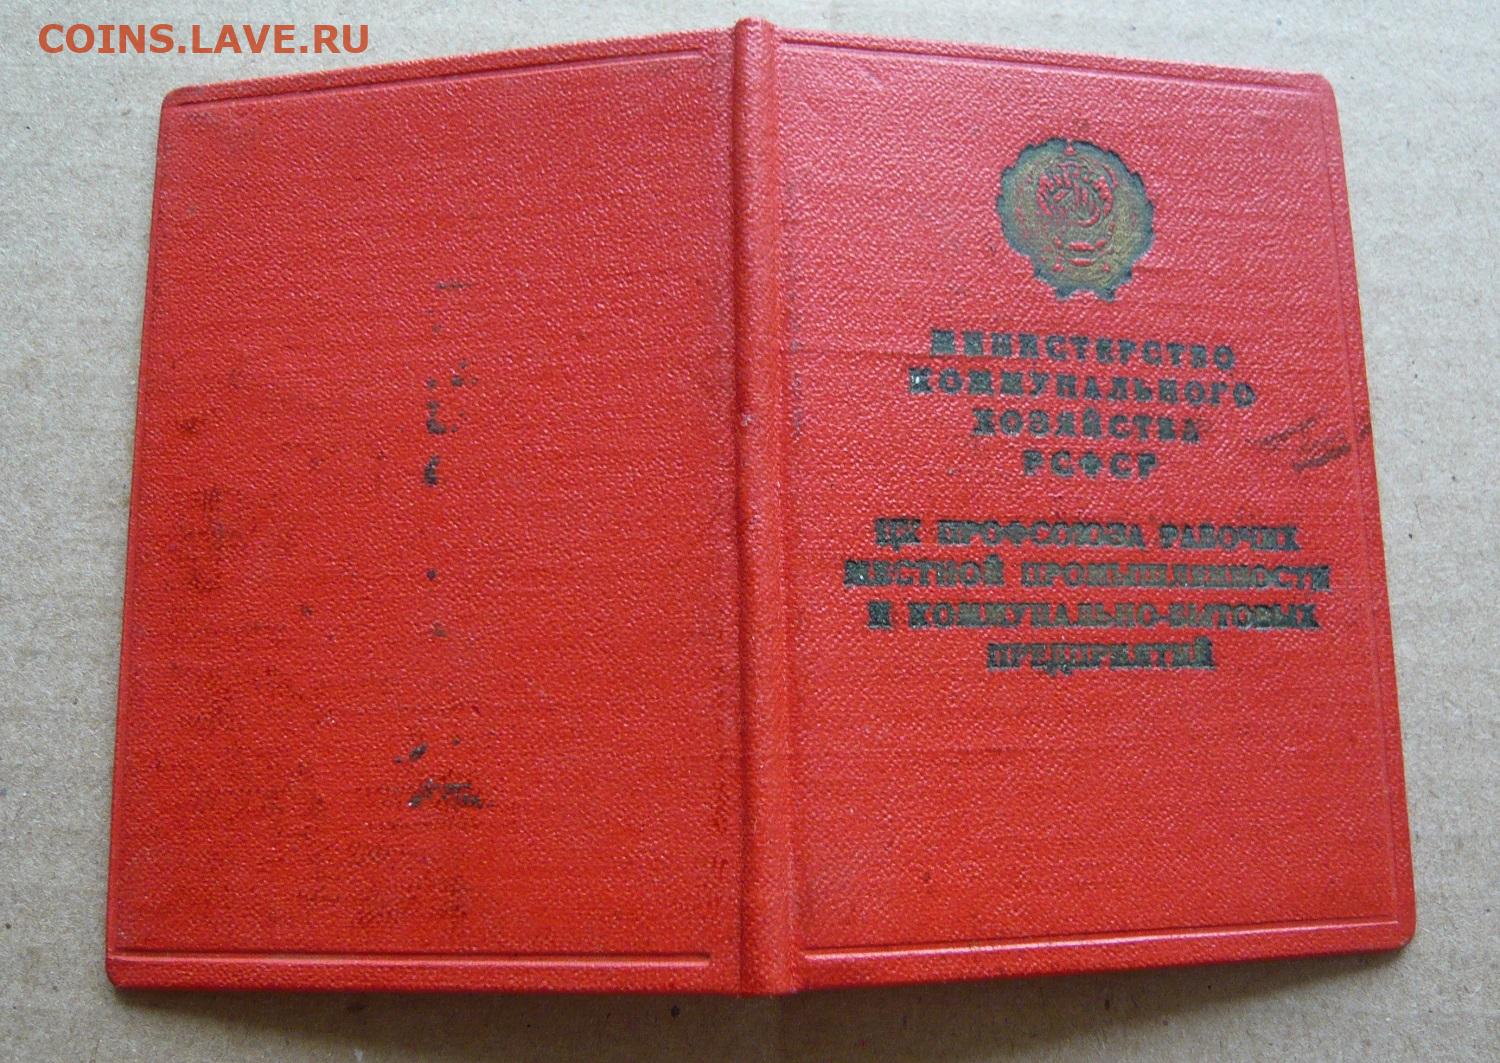 COINS.LAVE.RU
МИНИСТЕРСТВО
КОММУНАЛЬНОГО
ХОЗЯЙСТВА
РСФСР
ЦК ПРОФСОЮЗА РАБОЧИХ
МЕСТНОЙ ПРОМЫШЛЕННОСТИ
И КОММУНАЛЬНО-БЫТОВЫХ
ПРЕДПРИЯТИЙ